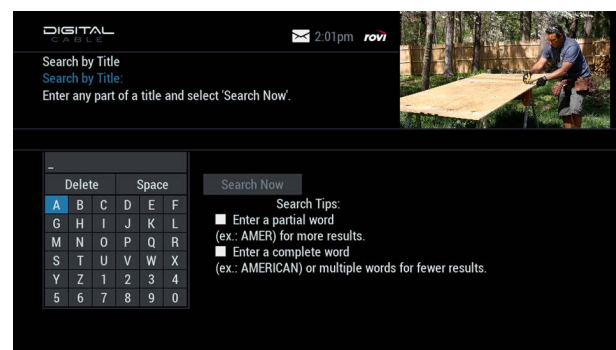 DIGITAL
CABLE
2:01pm rovi
Search by Title
Search by Title:
Enter any part of a title and select 'Search Now'.
_
Delete Space
A B C D E F
G H I J K L
M N O P Q R
S T U V W X
Y Z 1 2 3 4
5 6 7 8 9 0
Search Now
Search Tips:
Enter a partial word
(ex.: AMER) for more results.
Enter a complete word
(ex.: AMERICAN) or multiple words for fewer results.